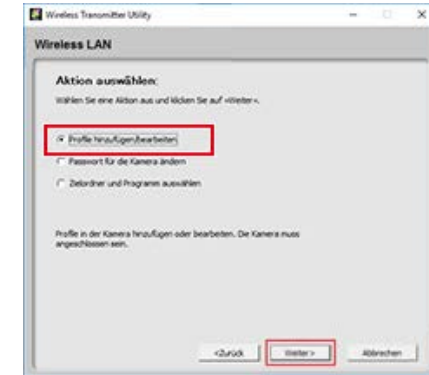 Wireless Transmitter Utility
Wireless LAN
Aktion auswählen:
Wählen Sie eine Aktion aus und klicken Sie auf »Weiter«.
Profile hinzufügen/bearbeiten
Passwort für die Kamera ändern
Zielordner und Programm auswählen
Profile in der Kamera hinzufügen oder bearbeiten. Die Kamera muss
angeschlossen sein.
<Zurück
Weiter>
Abbrechen